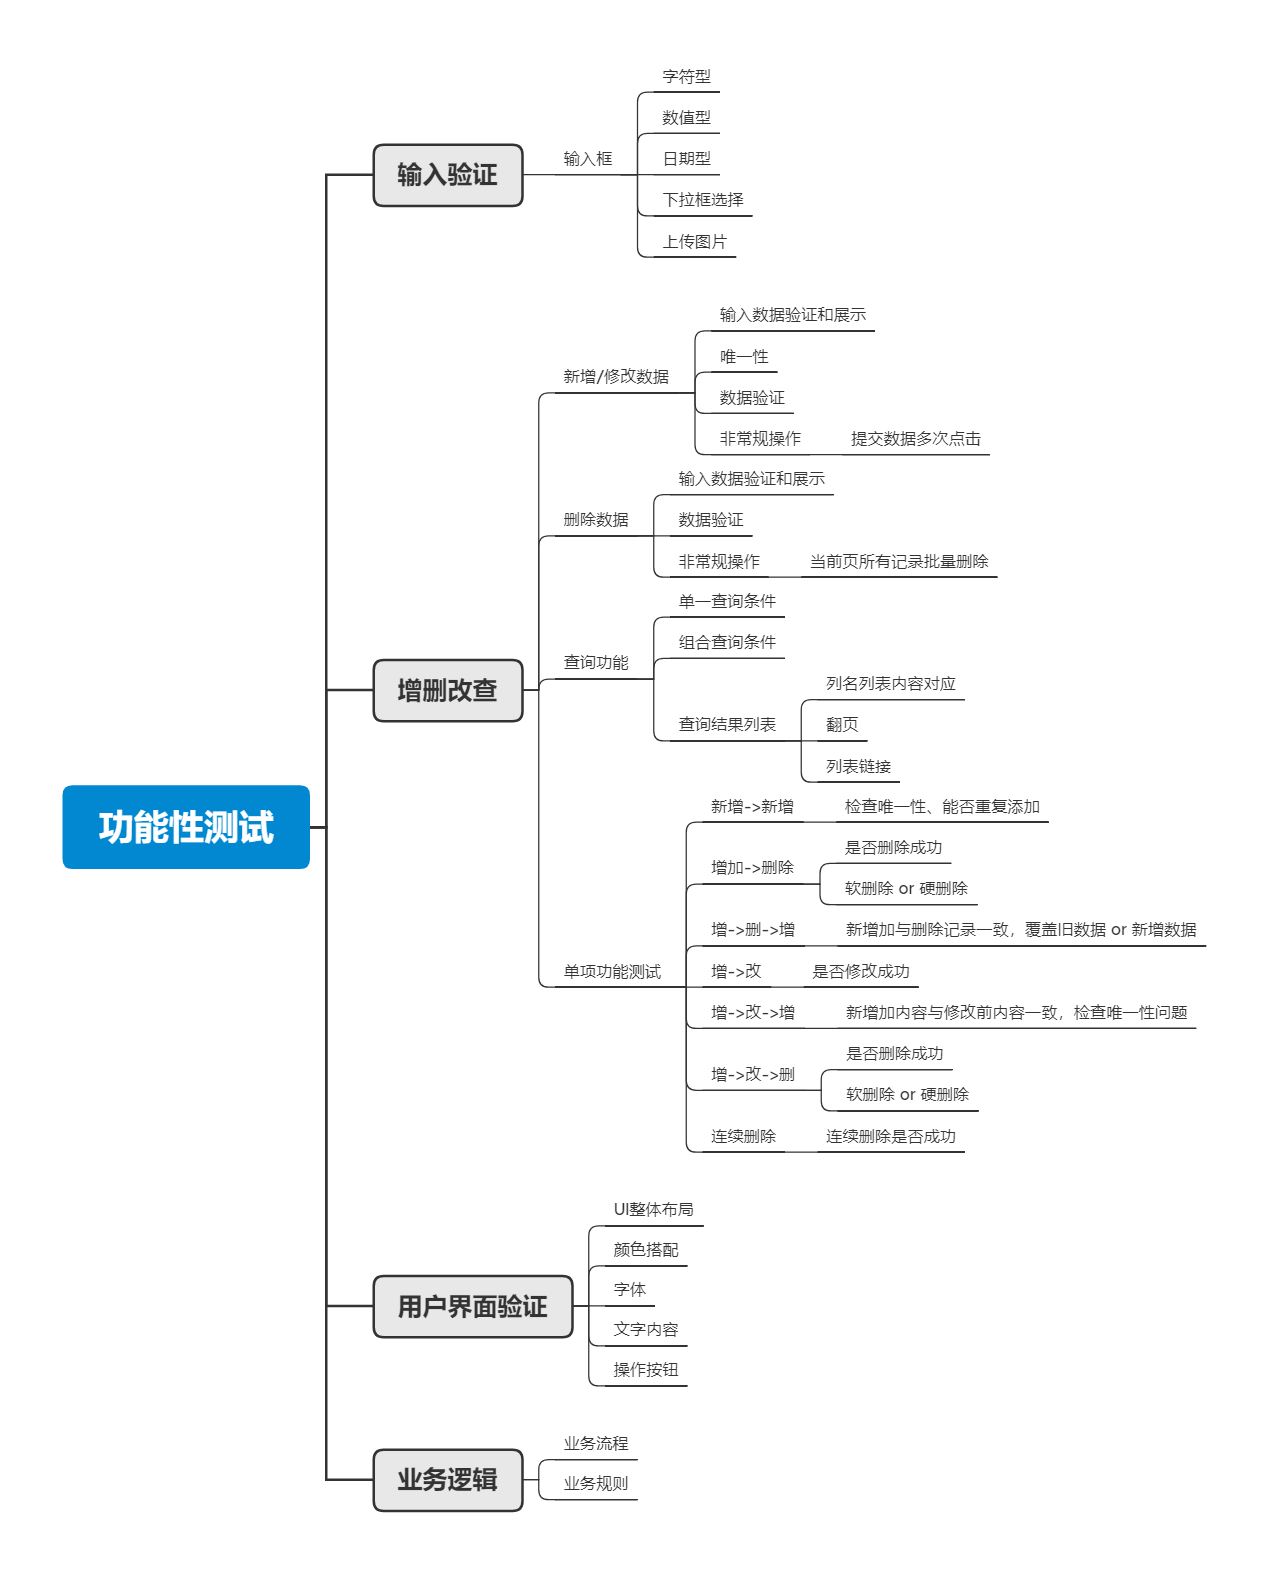 功能性测试
输入验证
输入框
字符型
数值型
日期型
下拉框选择
上传图片
增删改查
新增/修改数据
输入数据验证和展示
唯一性
数据验证
非常规操作
提交数据多次点击
删除数据
输入数据验证和展示
数据验证
非常规操作
当前页所有记录批量删除
查询功能
单一查询条件
组合查询条件
查询结果列表
列名列表内容对应
翻页
列表链接
单项功能测试
新增->新增
检查唯一性、能否重复添加
增加->删除
是否删除成功
软删除 or 硬删除
增->删->增
新增加与删除记录一致，覆盖旧数据 or 新增数据
增->改
是否修改成功
增->改->增
新增加内容与修改前内容一致，检查唯一性问题
增->改->删
是否删除成功
软删除 or 硬删除
连续删除
连续删除是否成功
用户界面验证
UI整体布局
颜色搭配
字体
文字内容
操作按钮
业务逻辑
业务流程
业务规则